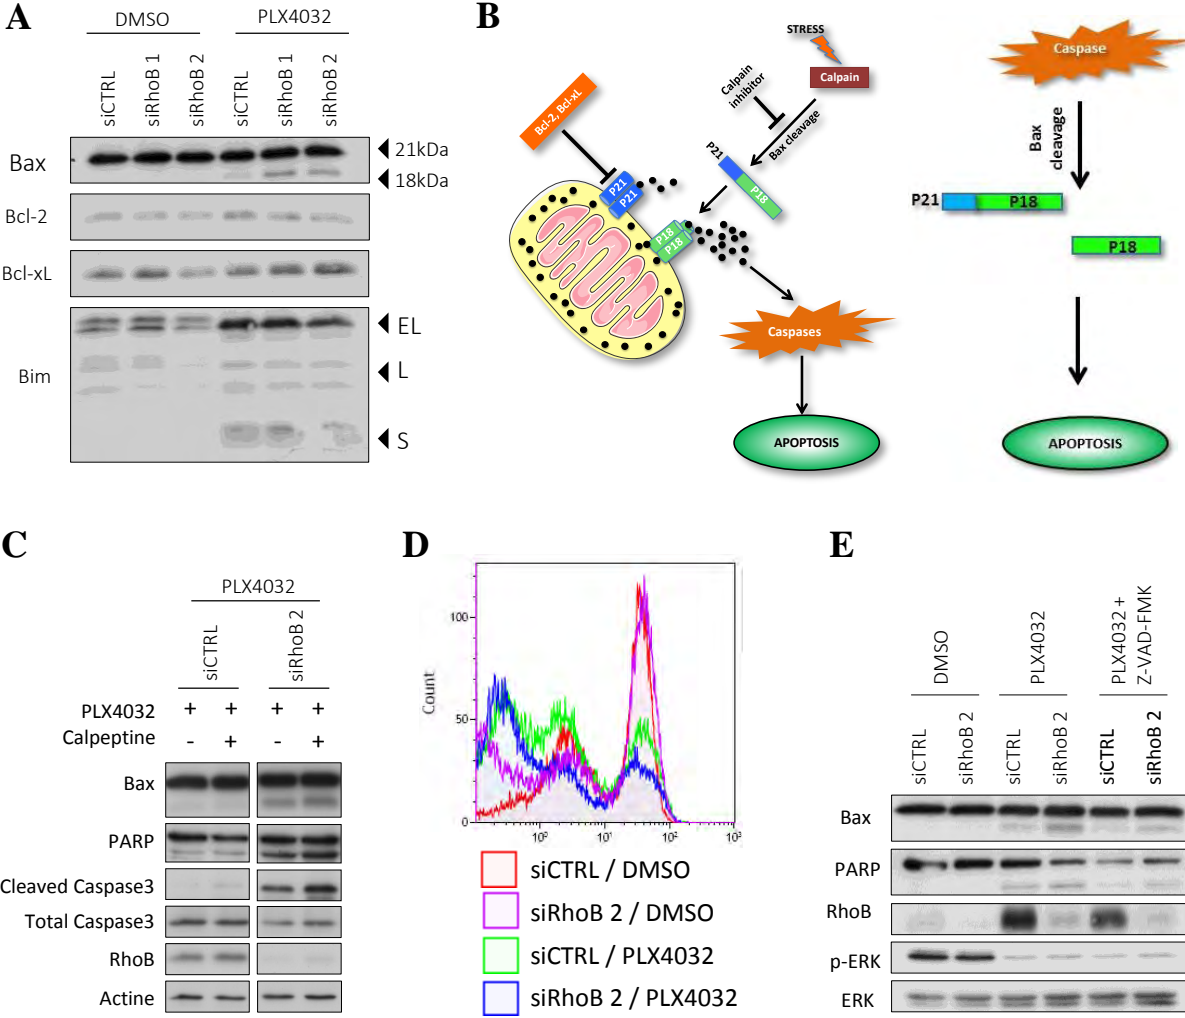 A
DMSO
PLX4032
siCTRL
siRhoB 1
siRhoB 2
siCTRL
siRhoB 1
siRhoB 2
Bax
21kDa
18kDa
Bcl-2
Bcl-xL
Bim
EL
L
S
B
STRESS
Calpain
Calpain inhibitor
Bax cleavage
Bcl-2, Bcl-xL
P21
P18
P21
P21
P18
P18
Caspases
APOPTOSIS
Caspase
Bax cleavage
P21
P18
P18
APOPTOSIS
C
PLX4032
siCTRL
siRhoB 2
PLX4032 + + + +
Calpeptine - + - +
Bax
PARP
Cleaved Caspase3
Total Caspase3
RhoB
Actine
D
Count
100
50
0
10⁰ 10¹ 10² 10³
siCTRL / DMSO
siRhoB 2 / DMSO
siCTRL / PLX4032
siRhoB 2 / PLX4032
E
DMSO
PLX4032
PLX4032 +
Z-VAD-FMK
siCTRL
siRhoB 2
siCTRL
siRhoB 2
siCTRL
siRhoB 2
Bax
PARP
RhoB
p-ERK
ERK